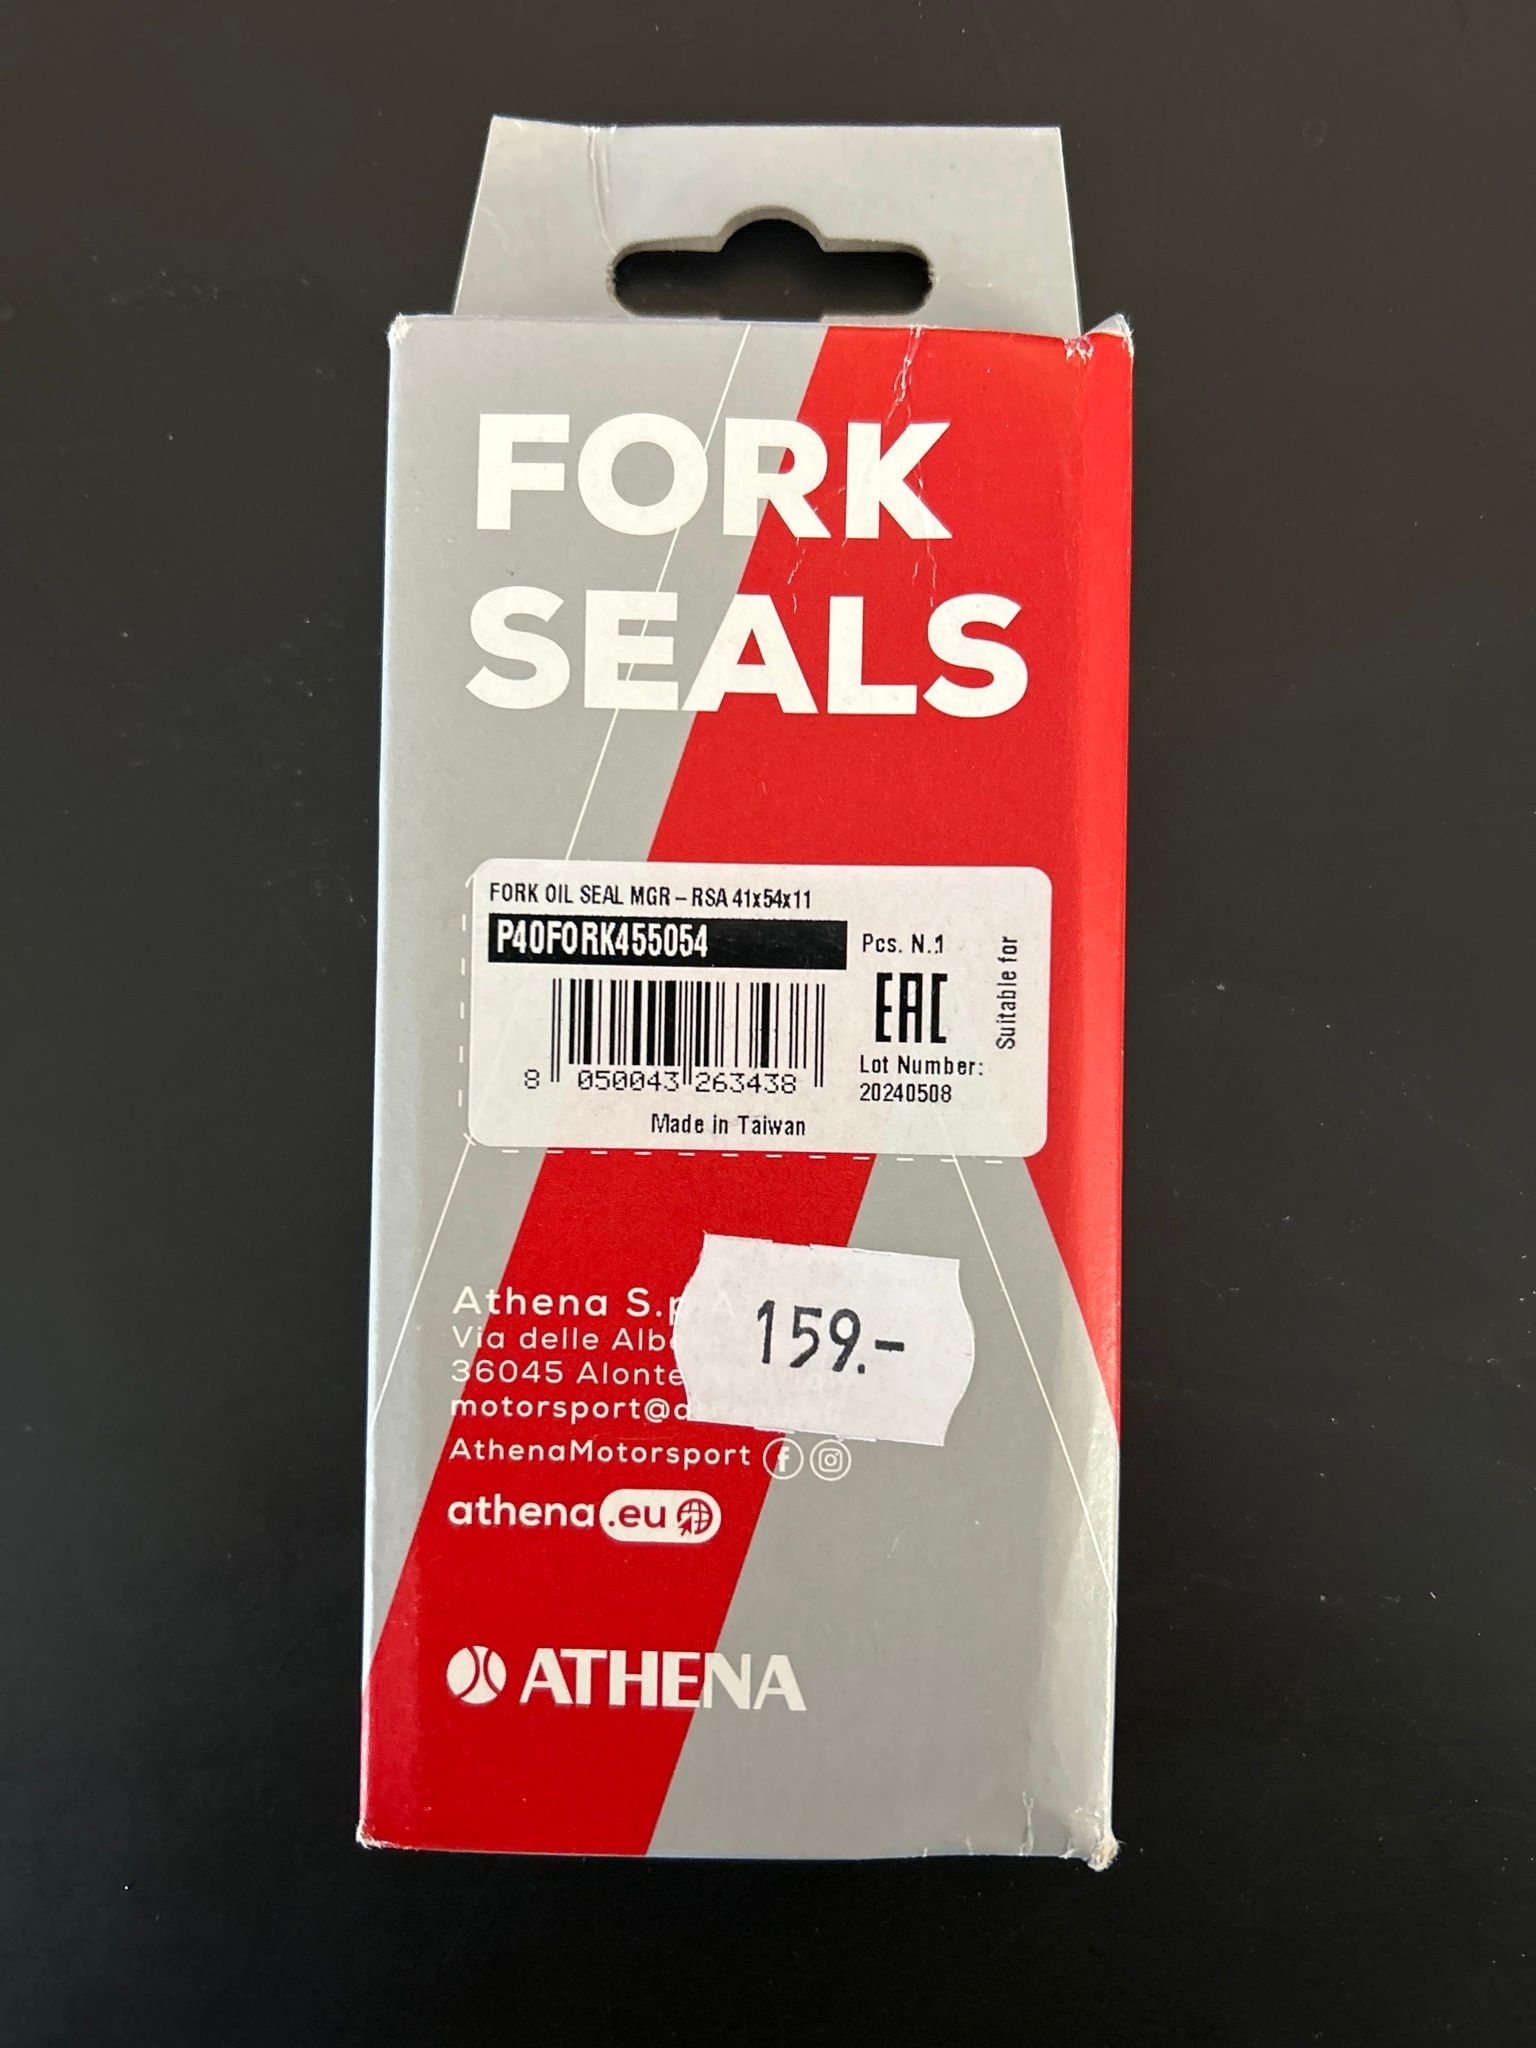 FORK
SEALS
FORK OIL SEAL MGR – RSA 41x54x11
P40FORK455054
Pcs. N.1
EAC
Suitable for
Lot Number:
20240508
8 050043 263438
Made in Taiwan
Athena S.p.A
Via delle
36045 Alonte
159.-
AthenaMotorsport
athena.eu
ATHENA